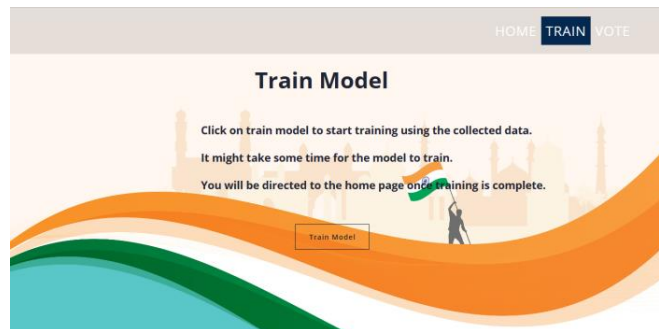 HOME TRAIN VOTE
Train Model
Click on train model to start training using the collected data.
It might take some time for the model to train.
You will be directed to the home page once training is complete.
Train Model